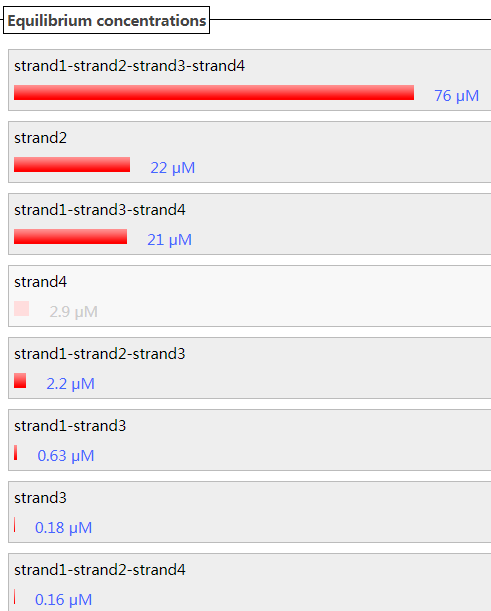 Equilibrium concentrations
strand1-strand2-strand3-strand4
76 μM
strand2
22 μM
strand1-strand3-strand4
21 μM
strand4
2.9 μM
strand1-strand2-strand3
2.2 μM
strand1-strand3
0.63 μM
strand3
0.18 μM
strand1-strand2-strand4
0.16 μM